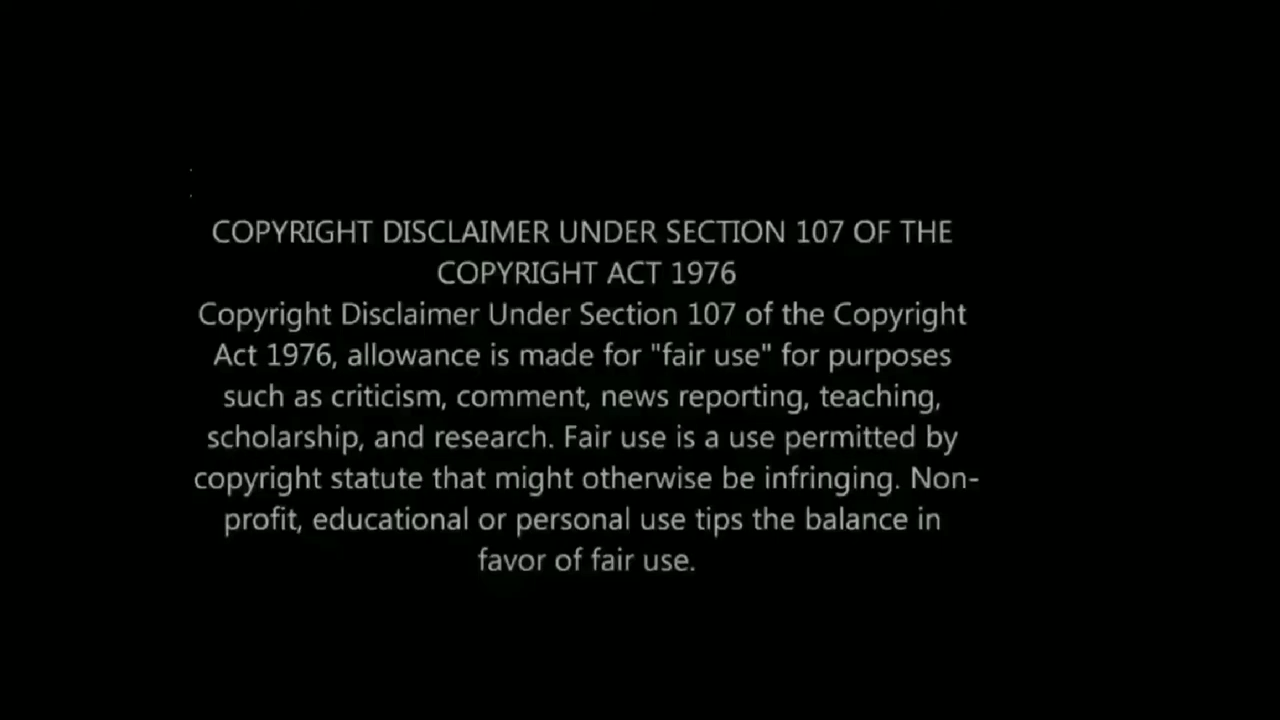 COPYRIGHT DISCLAIMER UNDER SECTION 107 OF THE
COPYRIGHT ACT 1976
Copyright Disclaimer Under Section 107 of the Copyright
Act 1976, allowance is made for "fair use" for purposes
such as criticism, comment, news reporting, teaching,
scholarship, and research. Fair use is a use permitted by
copyright statute that might otherwise be infringing. Non-
profit, educational or personal use tips the balance in
favor of fair use.